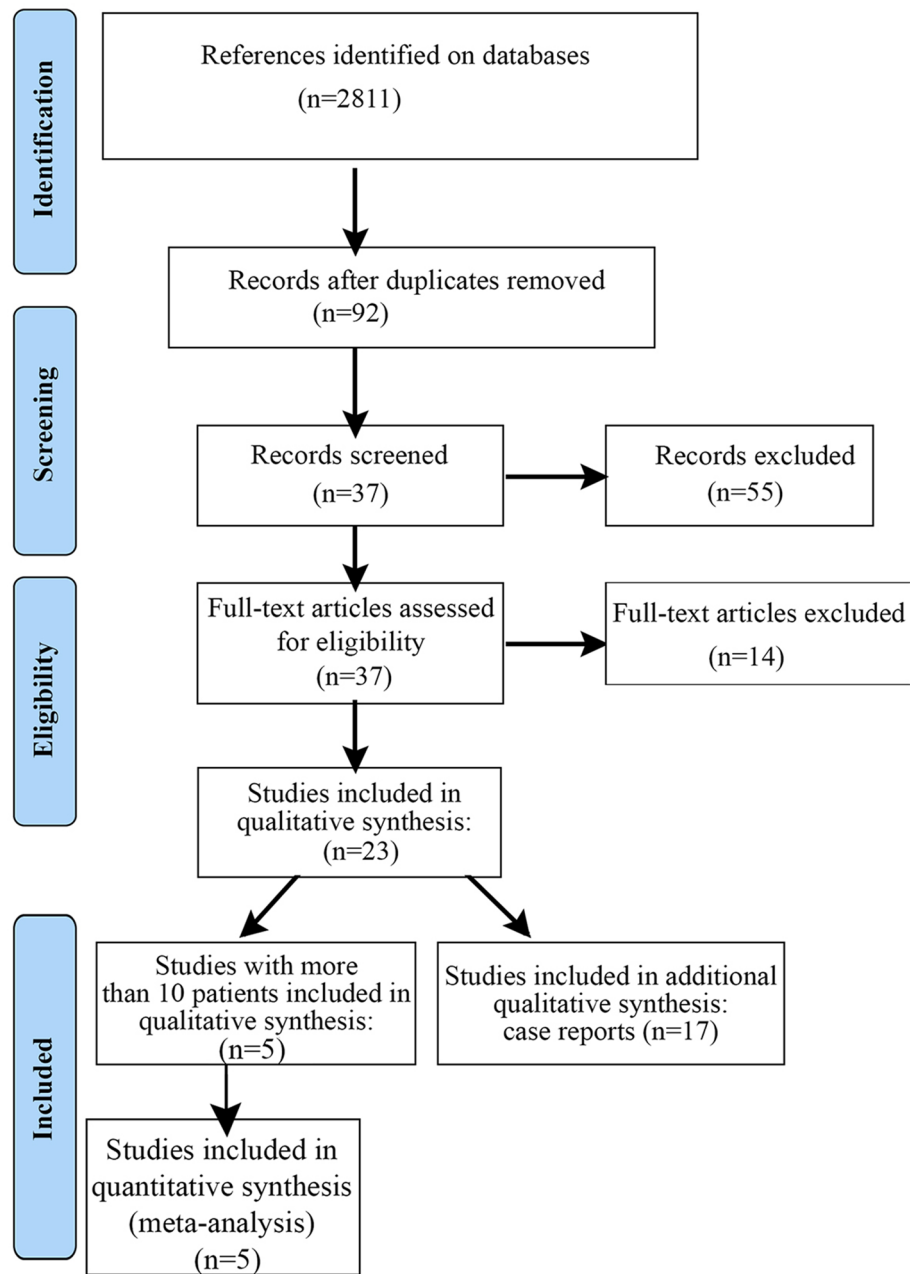 Identification
References identified on databases
(n=2811)
Records after duplicates removed
(n=92)
Screening
Records screened
(n=37)
Records excluded
(n=55)
Eligibility
Full-text articles assessed
for eligibility
(n=37)
Full-text articles excluded
(n=14)
Studies included in
qualitative synthesis:
(n=23)
Included
Studies with more
than 10 patients included in
qualitative synthesis:
(n=5)
Studies included in additional
qualitative synthesis:
case reports (n=17)
Studies included in
quantitative synthesis
(meta-analysis)
(n=5)